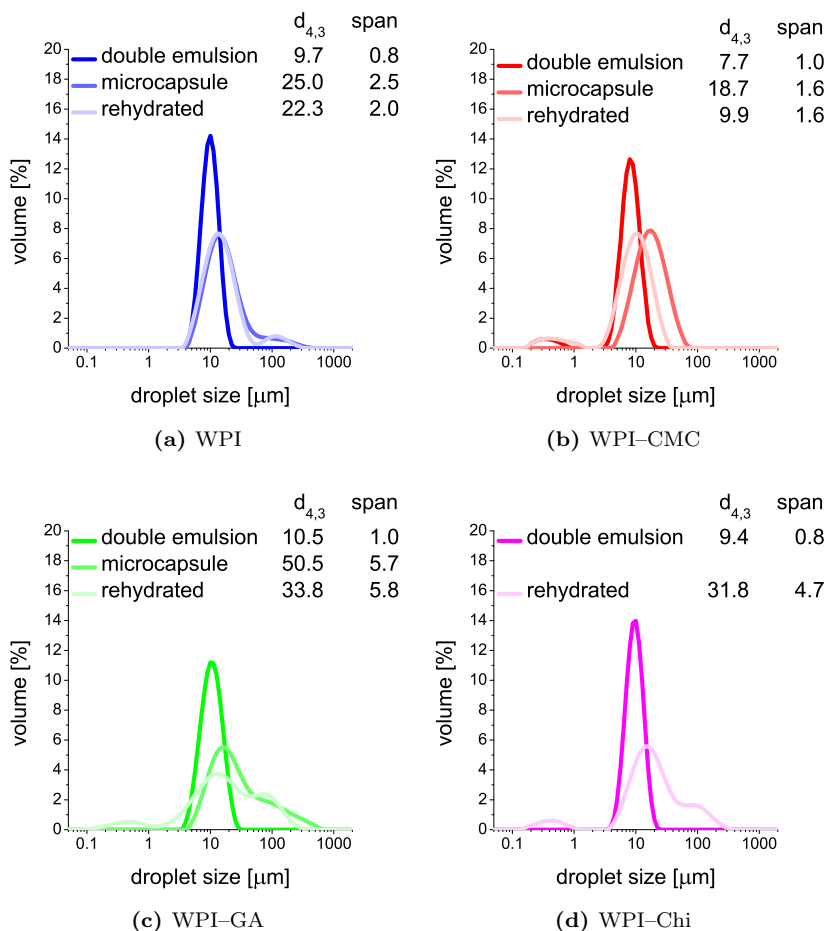 d4,3 span
double emulsion 9.7 0.8
microcapsule 25.0 2.5
rehydrated 22.3 2.0
20
18
16
14
12
10
8
6
4
2
0
volume [%]
0.1 1 10 100 1000
droplet size [μm]
(a) WPI
d4,3 span
double emulsion 7.7 1.0
microcapsule 18.7 1.6
rehydrated 9.9 1.6
20
18
16
14
12
10
8
6
4
2
0
volume [%]
0.1 1 10 100 1000
droplet size [μm]
(b) WPI–CMC
d4,3 span
double emulsion 10.5 1.0
microcapsule 50.5 5.7
rehydrated 33.8 5.8
20
18
16
14
12
10
8
6
4
2
0
volume [%]
0.1 1 10 100 1000
droplet size [μm]
(c) WPI–GA
d4,3 span
double emulsion 9.4 0.8
rehydrated 31.8 4.7
20
18
16
14
12
10
8
6
4
2
0
volume [%]
0.1 1 10 100 1000
droplet size [μm]
(d) WPI–Chi